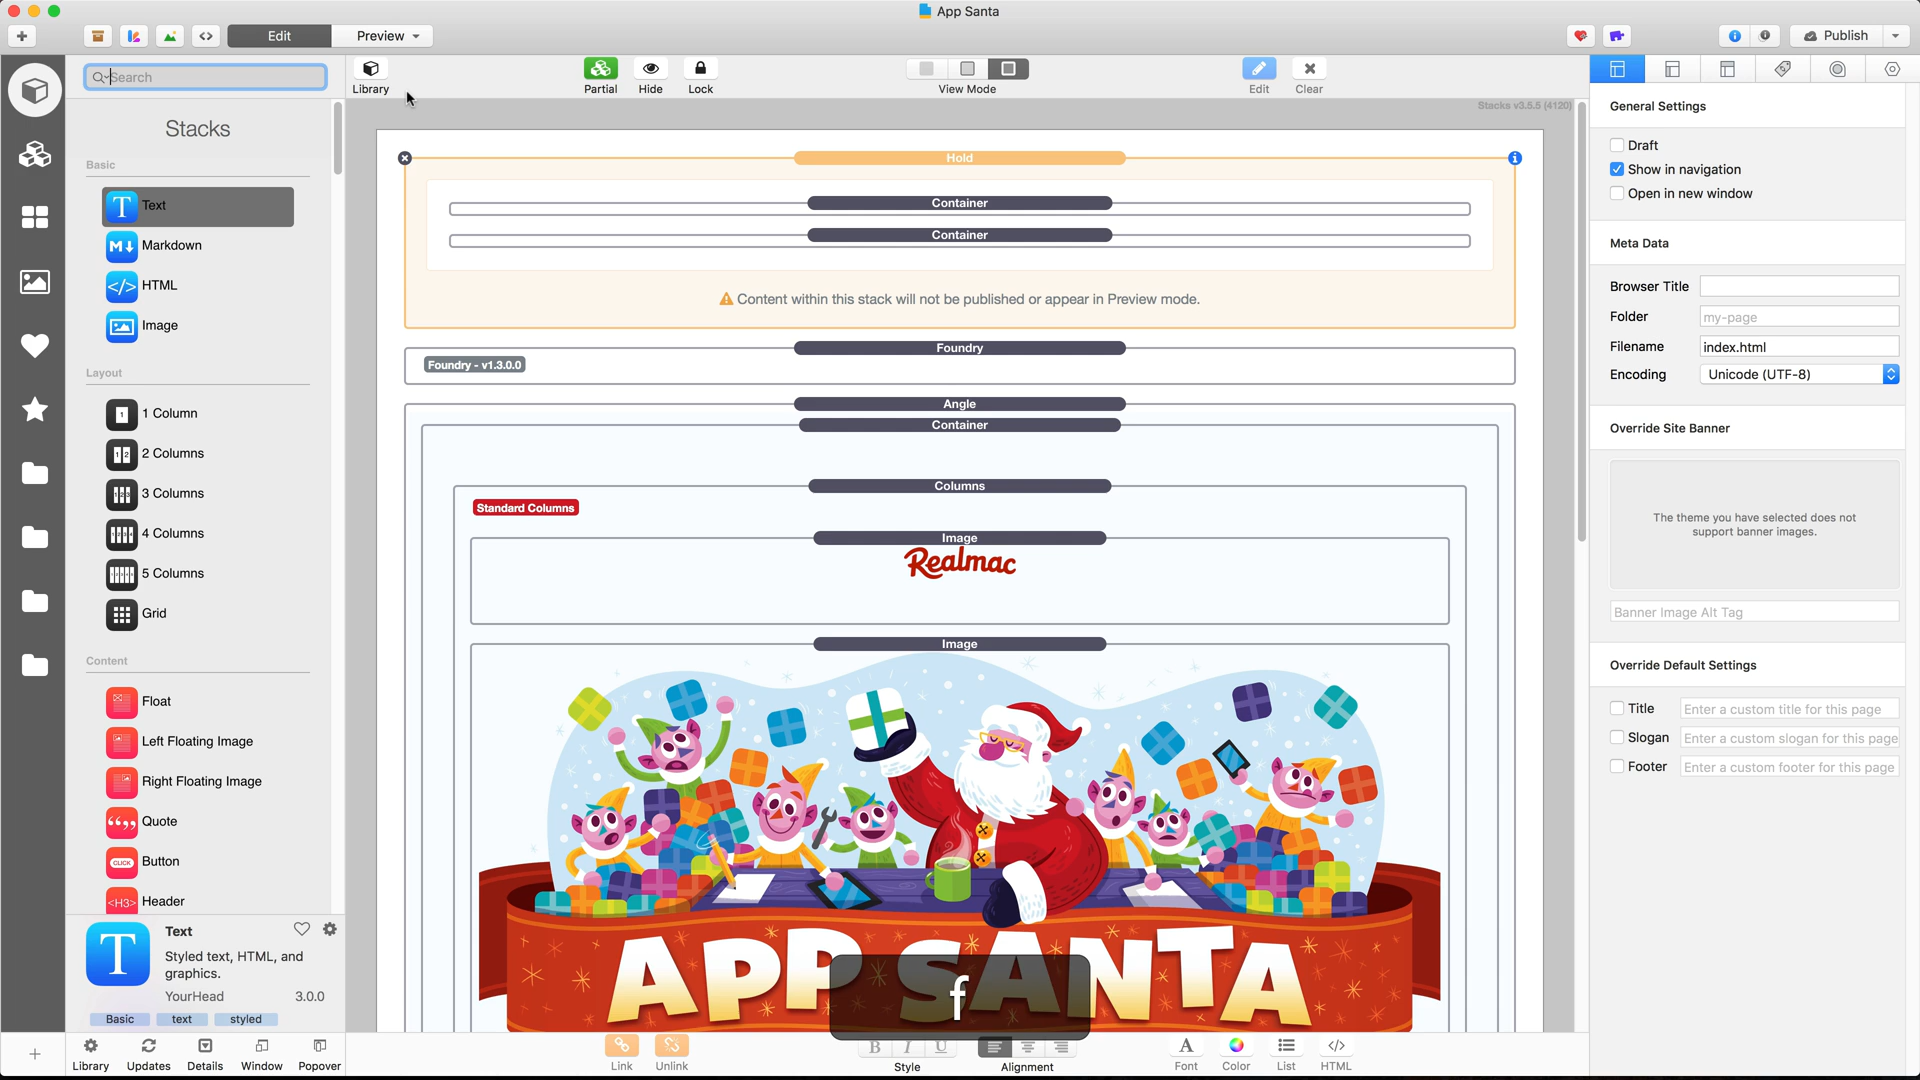 App Santa
Edit
Preview
Publish
Search
Library
Partial
Hide
Lock
View Mode
Edit
Clear
Stacks v3.5.5 (4120)
Stacks
Basic
Text
Markdown
HTML
Image
Layout
1 Column
2 Columns
3 Columns
4 Columns
5 Columns
Grid
Content
Float
Left Floating Image
Right Floating Image
Quote
Button
Header
Text
Styled text, HTML, and
graphics.
YourHead 3.0.0
Basic text styled
Library
Updates
Details
Window
Popover
Hold
Container
Container
Content within this stack will not be published or appear in Preview mode.
Foundry
Foundry - v1.3.0.0
Angle
Container
Columns
Standard Columns
Image
Realmac
Image
APP SANTA
f
Link
Unlink
B I U
Style
Alignment
A
Font
Color
List
HTML
General Settings
Draft
Show in navigation
Open in new window
Meta Data
Browser Title
Folder my-page
Filename index.html
Encoding Unicode (UTF-8)
Override Site Banner
The theme you have selected does not
support banner images.
Banner Image Alt Tag
Override Default Settings
Title Enter a custom title for this page
Slogan Enter a custom slogan for this page
Footer Enter a custom footer for this page